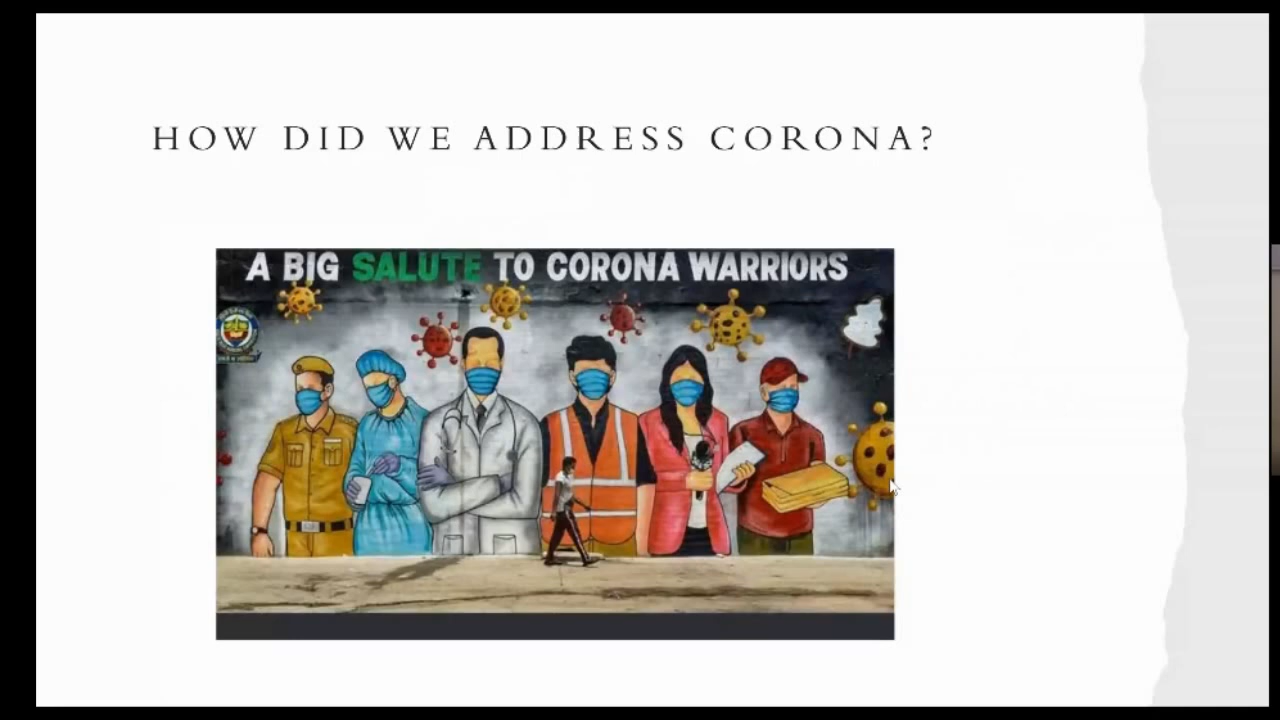 HOW DID WE ADDRESS CORONA?
A BIG SALUTE TO CORONA WARRIORS